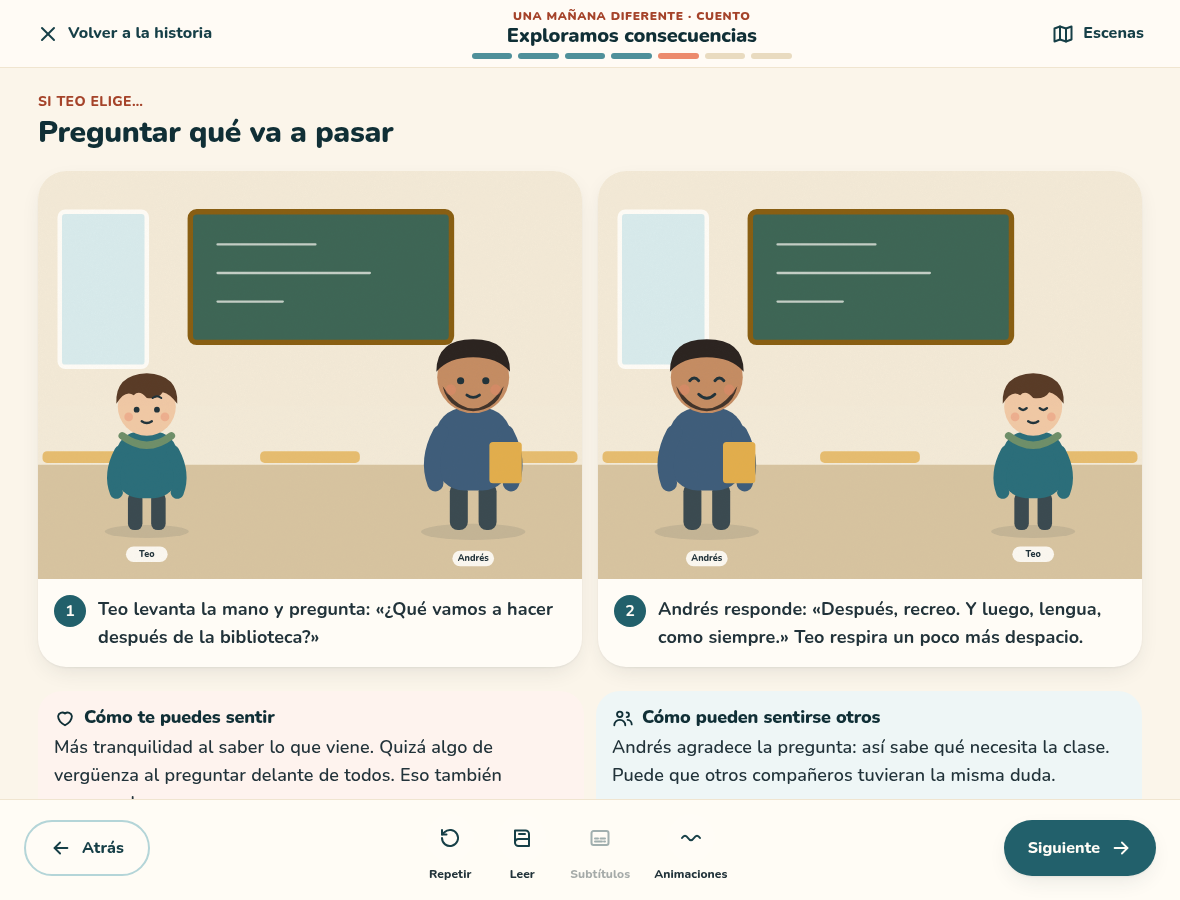 Volver a la historia
UNA MAÑANA DIFERENTE · CUENTO
Exploramos consecuencias
Escenas
SI TEO ELIGE...
Preguntar qué va a pasar
Teo
Andrés
1
Teo levanta la mano y pregunta: «¿Qué vamos a hacer
después de la biblioteca?»
Andrés
Teo
2
Andrés responde: «Después, recreo. Y luego, lengua,
como siempre.» Teo respira un poco más despacio.
Cómo te puedes sentir
Más tranquilidad al saber lo que viene. Quizá algo de
vergüenza al preguntar delante de todos. Eso también
Cómo pueden sentirse otros
Andrés agradece la pregunta: así sabe qué necesita la clase.
Puede que otros compañeros tuvieran la misma duda.
Atrás
Repetir
Leer
Subtítulos
Animaciones
Siguiente